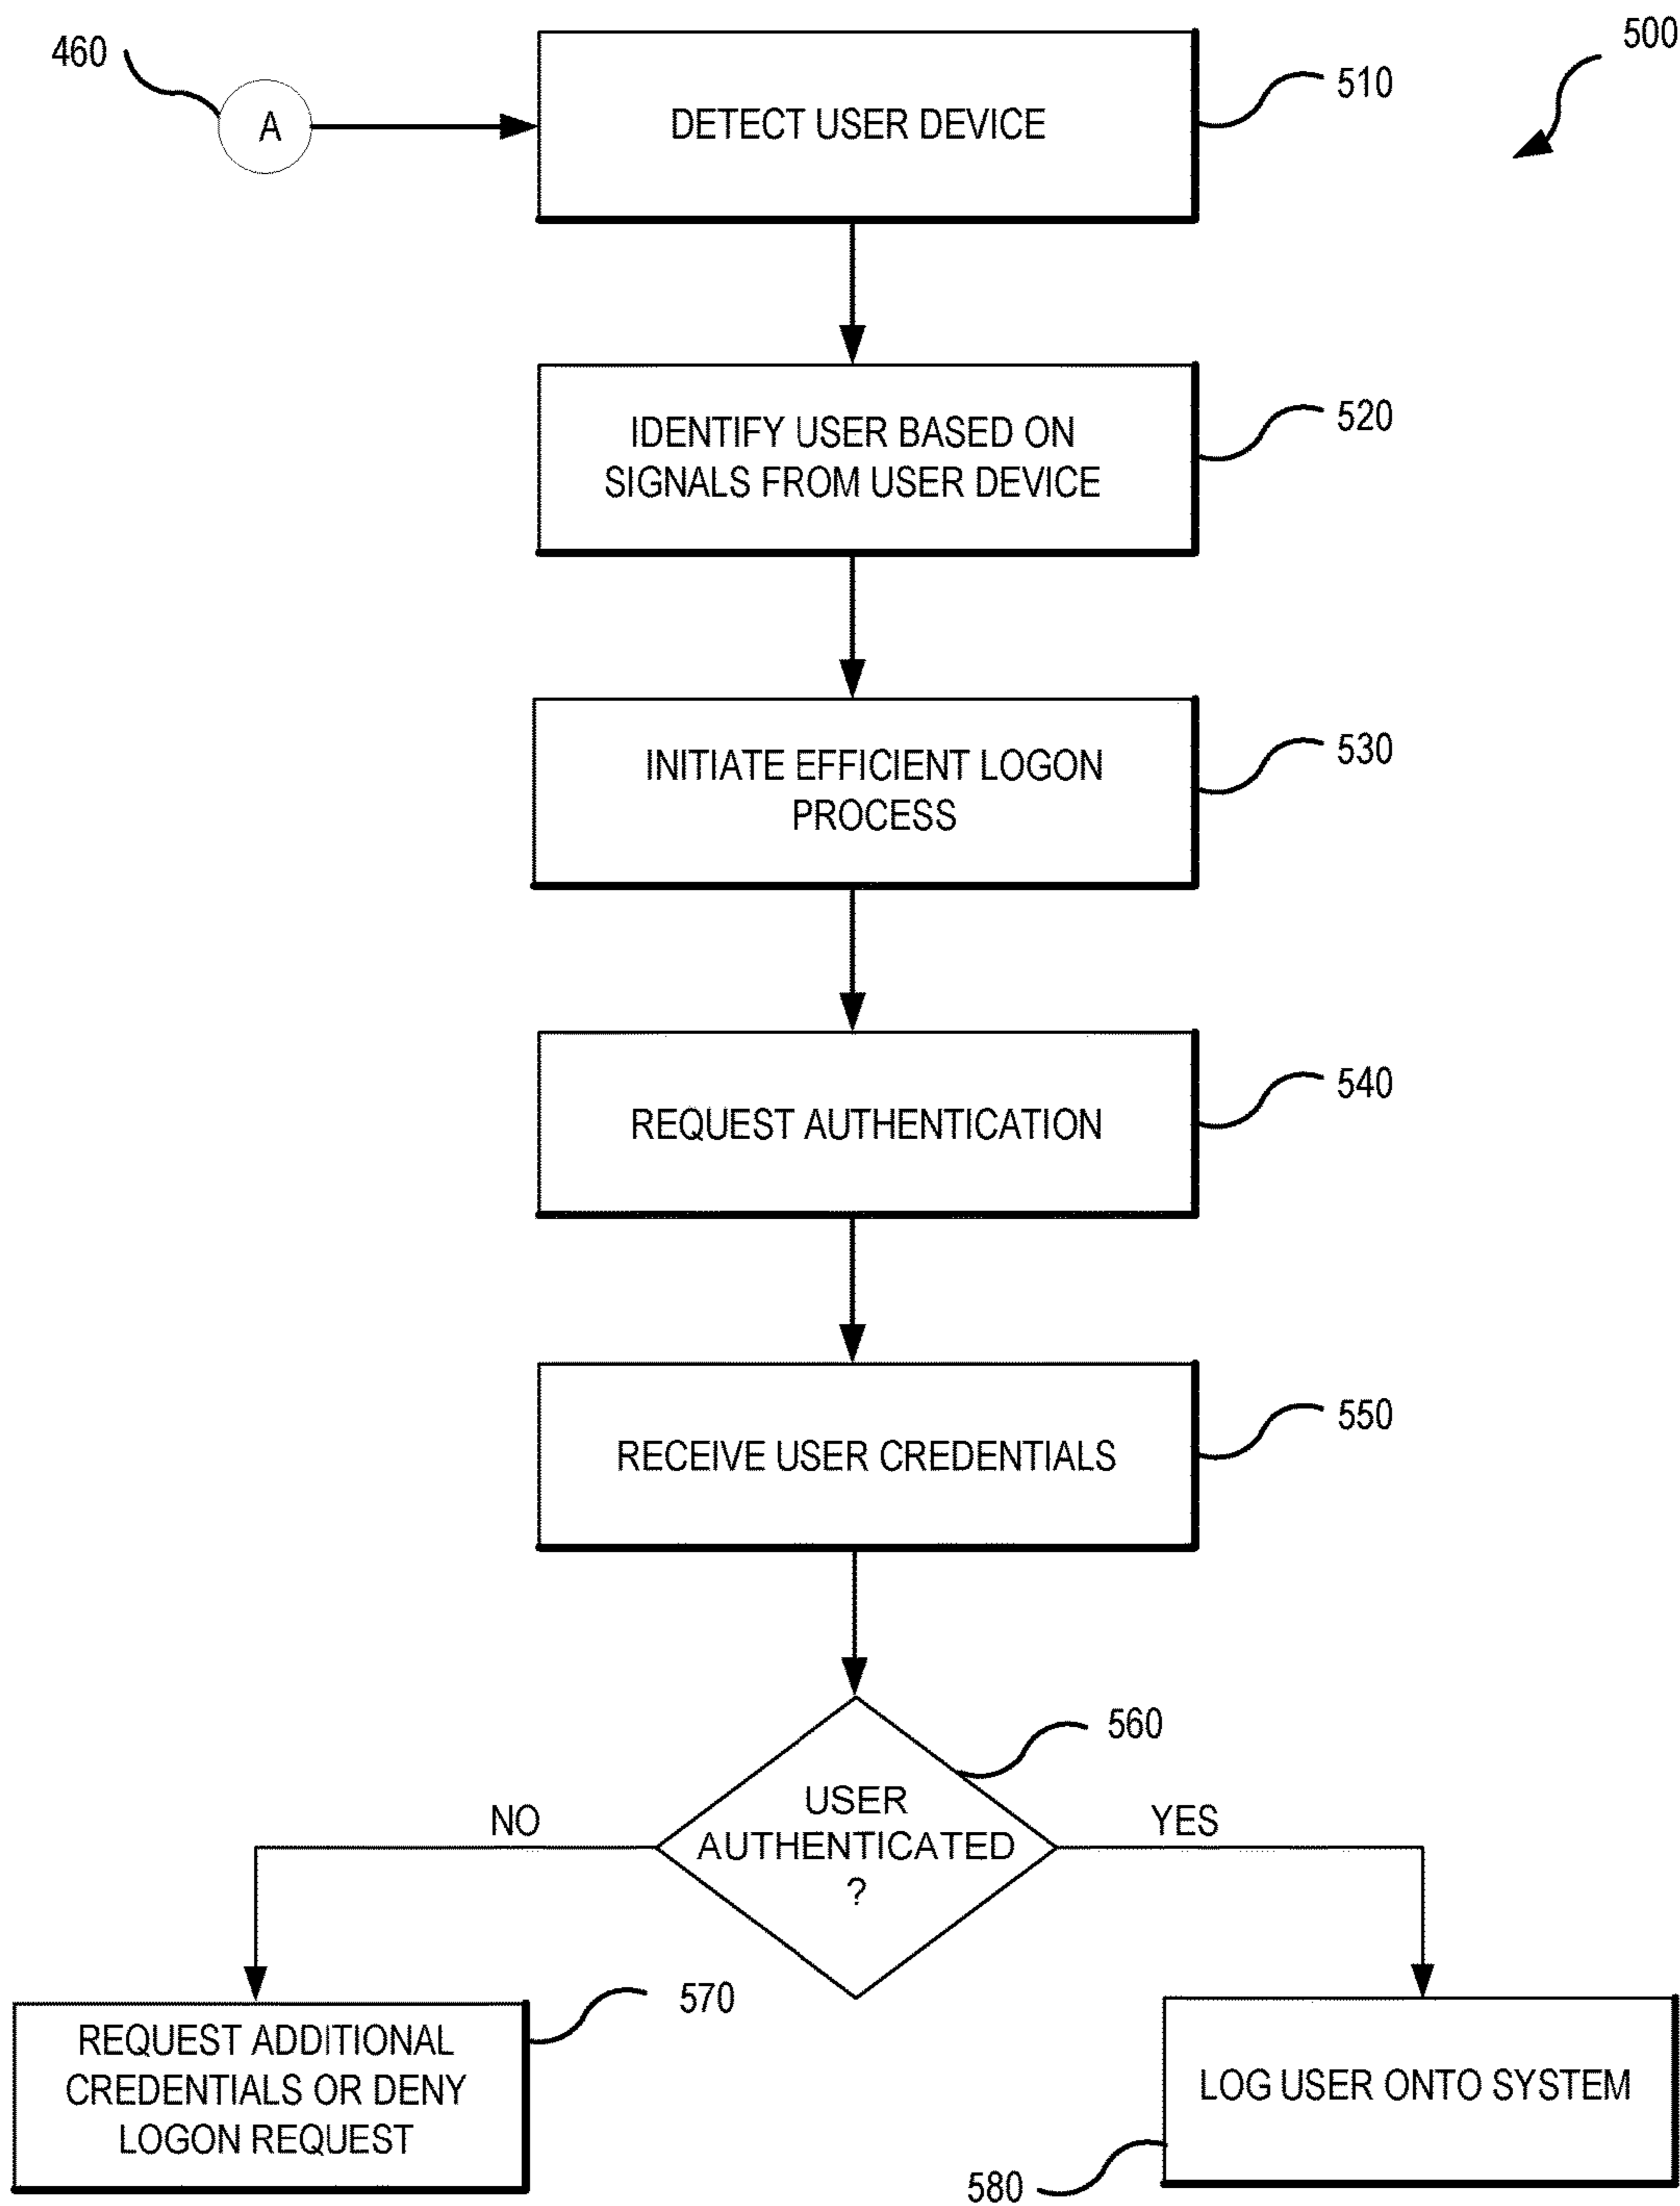 460
A
DETECT USER DEVICE
510
500
IDENTIFY USER BASED ON
SIGNALS FROM USER DEVICE
520
INITIATE EFFICIENT LOGON
PROCESS
530
REQUEST AUTHENTICATION
540
RECEIVE USER CREDENTIALS
550
560
USER
AUTHENTICATED
?
NO
YES
570
REQUEST ADDITIONAL
CREDENTIALS OR DENY
LOGON REQUEST
LOG USER ONTO SYSTEM
580